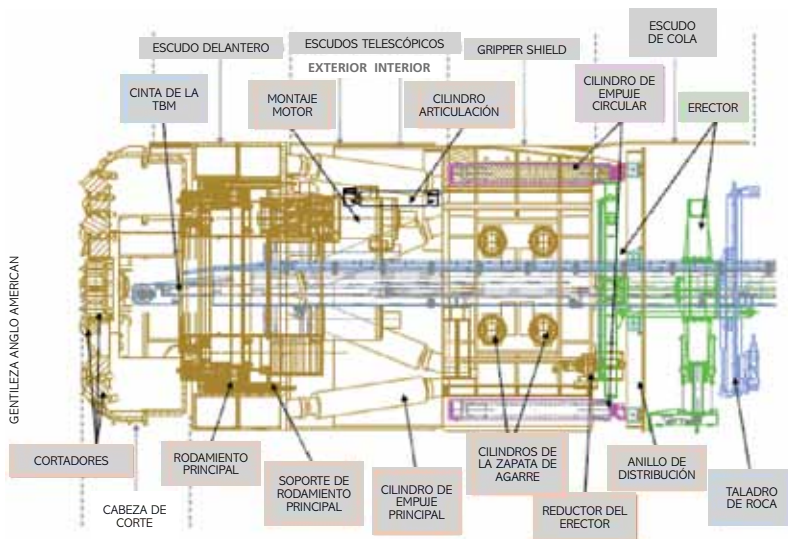 ESCUDO
DE COLA
ESCUDO DELANTERO
ESCUDOS TELESCÓPICOS
GRIPPER SHIELD
EXTERIOR INTERIOR
CINTA DE LA
TBM
MONTAJE
MOTOR
CILINDRO
ARTICULACIÓN
CILINDRO DE
EMPUJE
CIRCULAR
ERECTOR
GENTILEZA ANGLO AMERICAN
CORTADORES
RODAMIENTO
PRINCIPAL
SOPORTE DE
RODAMIENTO
PRINCIPAL
CILINDRO DE
EMPUJE
PRINCIPAL
CILINDROS DE
LA ZAPATA DE
AGARRE
ANILLO DE
DISTRIBUCIÓN
TALADRO
DE ROCA
CABEZA DE
CORTE
REDUCTOR DEL
ERECTOR